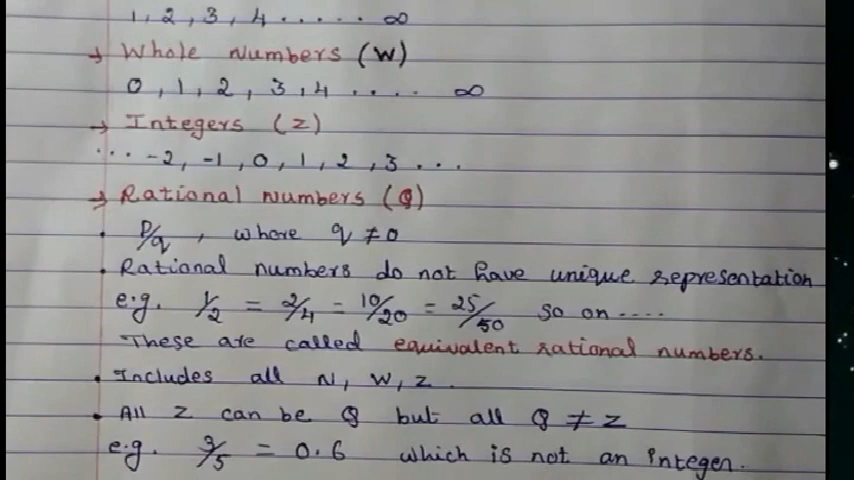 1, 2, 3, 4 ..... ∞
→ Whole Numbers (W)
0, 1, 2, 3, 4 ..... ∞
→ Integers (Z)
... -2, -1, 0, 1, 2, 3 ...
→ Rational Numbers (Q)
• P/q, where q ≠ 0
• Rational numbers do not have unique representation
e.g. 1/2 = 2/4 = 10/20 = 25/50 so on ....
These are called equivalent rational numbers.
• Includes all N, W, Z.
• All Z can be Q but all Q ≠ Z
e.g. 3/5 = 0.6 which is not an integer.